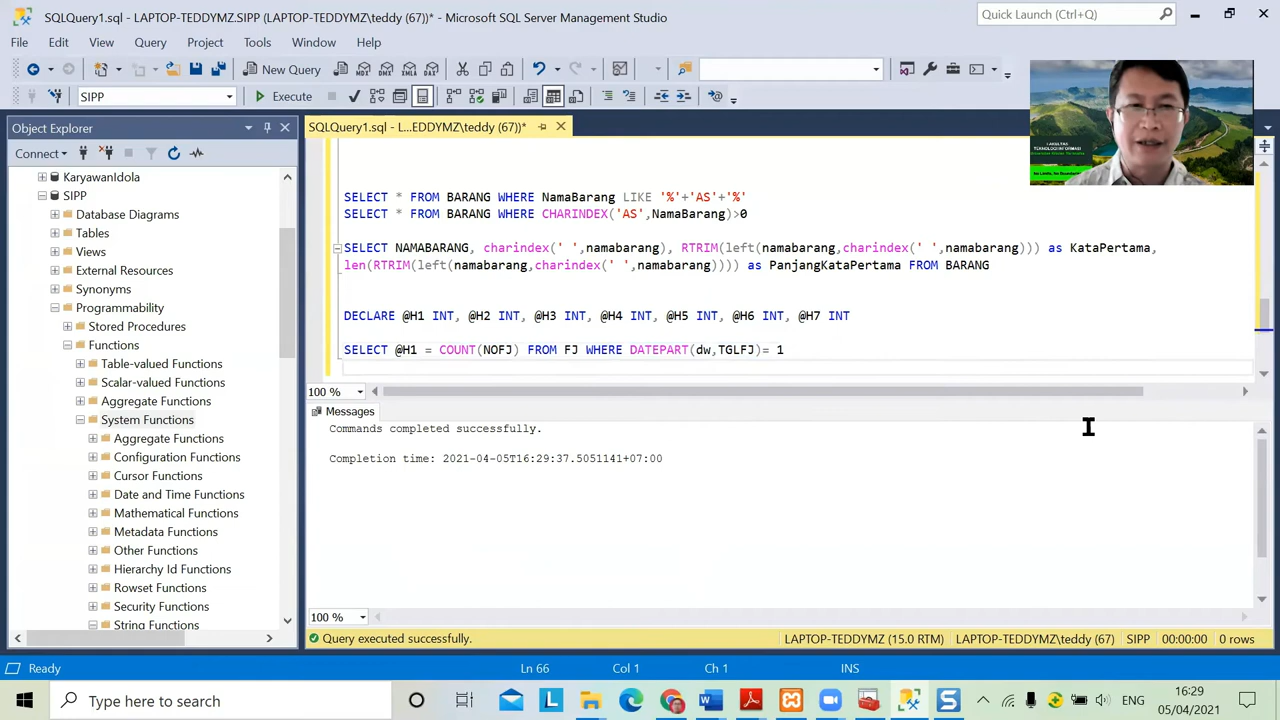 SQLQuery1.sql - LAPTOP-TEDDYMZ.SIPP (LAPTOP-TEDDYMZ\teddy (67))* - Microsoft SQL Server Management Studio
Quick Launch (Ctrl+Q)
File Edit View Query Project Tools Window Help
New Query
MDX DMX XMLA DAX
SIPP
Execute
Object Explorer
SQLQuery1.sql - L...EDDYMZ\teddy (67))*
Connect
KaryawanIdola
SIPP
Database Diagrams
Tables
Views
External Resources
Synonyms
Programmability
Stored Procedures
Functions
Table-valued Functions
Scalar-valued Functions
Aggregate Functions
System Functions
Aggregate Functions
Configuration Functions
Cursor Functions
Date and Time Functions
Mathematical Functions
Metadata Functions
Other Functions
Hierarchy Id Functions
Rowset Functions
Security Functions
String Functions
FAKULTAS
TEKNOLOGI INFORMASI
SELECT * FROM BARANG WHERE NamaBarang LIKE '%'+'AS'+'%'
SELECT * FROM BARANG WHERE CHARINDEX('AS',NamaBarang)>0
SELECT NAMABARANG, charindex(' ',namabarang), RTRIM(left(namabarang,charindex(' ',namabarang))) as KataPertama,
len(RTRIM(left(namabarang,charindex(' ',namabarang)))) as PanjangKataPertama FROM BARANG
DECLARE @H1 INT, @H2 INT, @H3 INT, @H4 INT, @H5 INT, @H6 INT, @H7 INT
SELECT @H1 = COUNT(NOFJ) FROM FJ WHERE DATEPART(dw,TGLFJ)= 1
100 %
Messages
Commands completed successfully.
Completion time: 2021-04-05T16:29:37.5051141+07:00
100 %
Query executed successfully.
LAPTOP-TEDDYMZ (15.0 RTM) LAPTOP-TEDDYMZ\teddy (67) SIPP 00:00:00 0 rows
Ready
Ln 66 Col 1 Ch 1 INS
Type here to search
ENG
16:29
05/04/2021